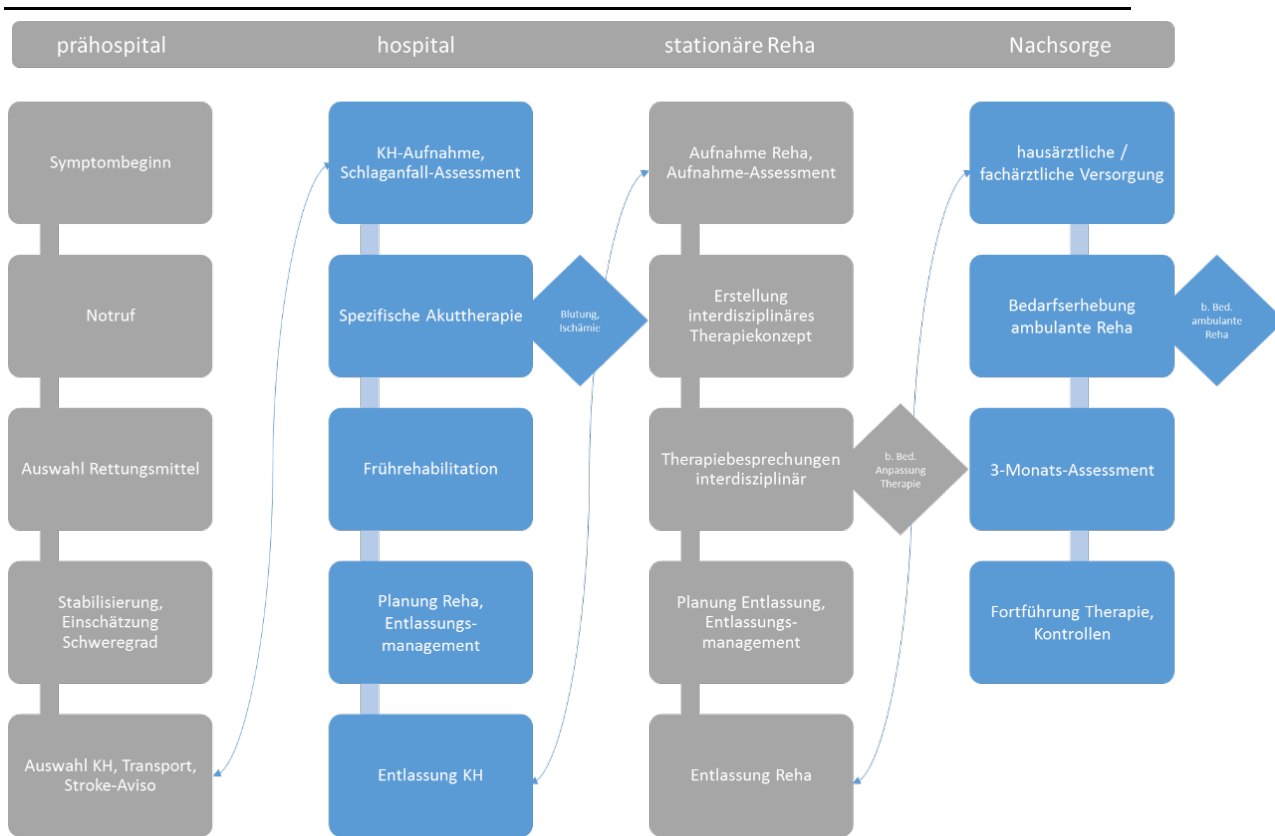 prähospital
hospital
stationäre Reha
Nachsorge
Symptombeginn
Notruf
Auswahl Rettungsmittel
Stabilisierung,
Einschätzung
Schweregrad
Auswahl KH, Transport,
Stroke-Aviso
KH-Aufnahme,
Schlaganfall-Assessment
Spezifische Akuttherapie
Blutung,
Ischämie
Frührehabilitation
Planung Reha,
Entlassungs-
management
Entlassung KH
Aufnahme Reha,
Aufnahme-Assessment
Erstellung
interdisziplinäres
Therapiekonzept
Therapiebesprechungen
interdisziplinär
b. Bed.
Anpassung
Therapie
Planung Entlassung,
Entlassungs-
management
Entlassung Reha
hausärztliche /
fachärztliche Versorgung
Bedarfserhebung
ambulante Reha
b. Bed.
ambulante
Reha
3-Monats-Assessment
Fortführung Therapie,
Kontrollen